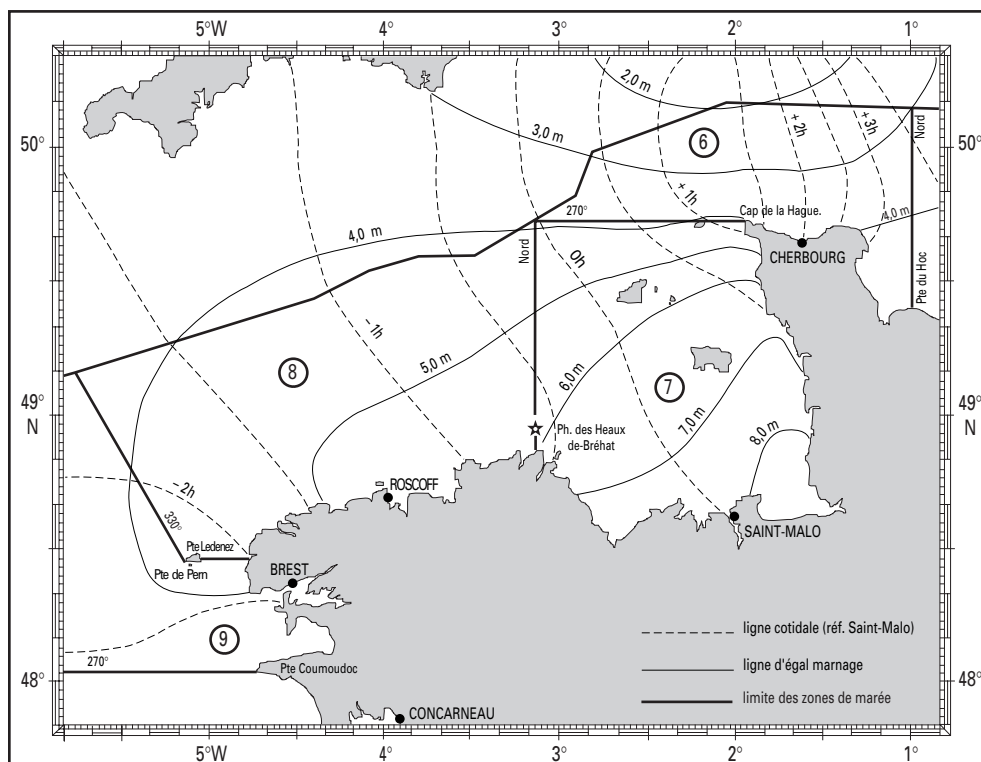 5°W 4° 3° 2° 1°
2,0 m
+2h
+3h
3,0 m
6
Nord
50°
50°
+1h
270°
Cap de la Hague.
4,0 m
4,0 m
Nord
0h
CHERBOURG
Pte du Hoc
-1h
5,0 m
8
6,0 m
7
49°
N
49°
N
Ph. des Heaux
de-Bréhat
7,0 m
8,0 m
-2h
ROSCOFF
330°
SAINT-MALO
Pte Ledenez
Pte de Pern
BREST
9
ligne cotidale (réf. Saint-Malo)
270°
Pte Coumoudoc
ligne d'égal marnage
48°
48°
limite des zones de marée
CONCARNEAU
5°W 4° 3° 2° 1°